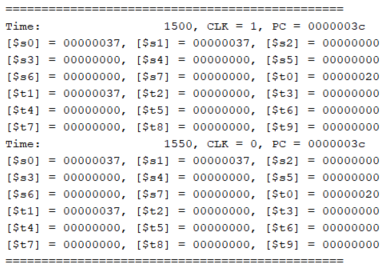 ==============================================
Time: 1500, CLK = 1, PC = 0000003c
[$s0] = 00000037, [$s1] = 00000037, [$s2] = 00000000
[$s3] = 00000000, [$s4] = 00000000, [$s5] = 00000000
[$s6] = 00000000, [$s7] = 00000000, [$t0] = 00000020
[$t1] = 00000037, [$t2] = 00000000, [$t3] = 00000000
[$t4] = 00000000, [$t5] = 00000000, [$t6] = 00000000
[$t7] = 00000000, [$t8] = 00000000, [$t9] = 00000000
Time: 1550, CLK = 0, PC = 0000003c
[$s0] = 00000037, [$s1] = 00000037, [$s2] = 00000000
[$s3] = 00000000, [$s4] = 00000000, [$s5] = 00000000
[$s6] = 00000000, [$s7] = 00000000, [$t0] = 00000020
[$t1] = 00000037, [$t2] = 00000000, [$t3] = 00000000
[$t4] = 00000000, [$t5] = 00000000, [$t6] = 00000000
[$t7] = 00000000, [$t8] = 00000000, [$t9] = 00000000
==============================================